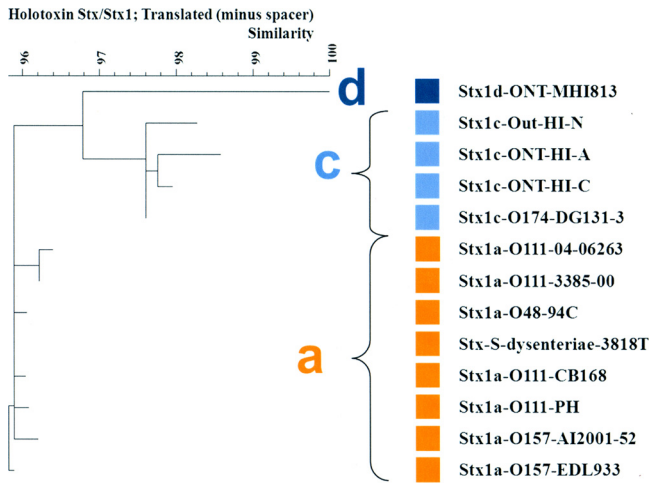 Holotoxin Stx/Stx1; Translated (minus spacer)
Similarity
96 97 98 99 100
d
Stx1d-ONT-MHI813
Stx1c-Out-HI-N
c
Stx1c-ONT-HI-A
Stx1c-ONT-HI-C
Stx1c-O174-DG131-3
Stx1a-O111-04-06263
Stx1a-O111-3385-00
Stx1a-O48-94C
a
Stx-S-dysenteriae-3818T
Stx1a-O111-CB168
Stx1a-O111-PH
Stx1a-O157-AI2001-52
Stx1a-O157-EDL933